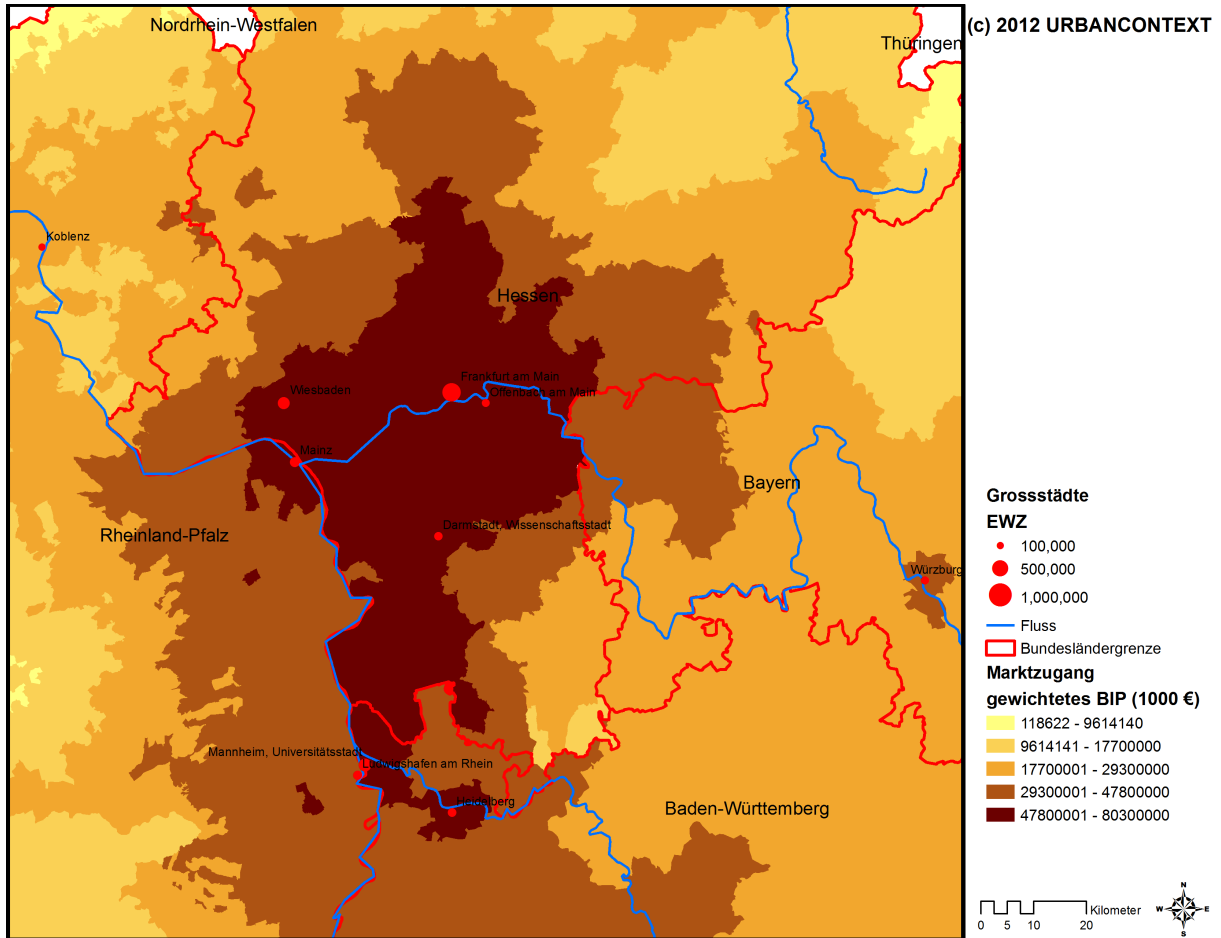 Nordrhein-Westfalen
(c) 2012 URBANCONTEXT
Thüringen
Koblenz
Hessen
Frankfurt am Main
Wiesbaden
Offenbach am Main
Mainz
Bayern
Darmstadt, Wissenschaftsstadt
Rheinland-Pfalz
Würzburg
Mannheim, Universitätsstadt
Ludwigshafen am Rhein
Heidelberg
Baden-Württemberg
Grossstädte
EWZ
100,000
500,000
1,000,000
Fluss
Bundesländergrenze
Marktzugang
gewichtetes BIP (1000 €)
118622 - 9614140
9614141 - 17700000
17700001 - 29300000
29300001 - 47800000
47800001 - 80300000
Kilometer
0 5 10 20
N
W E
S